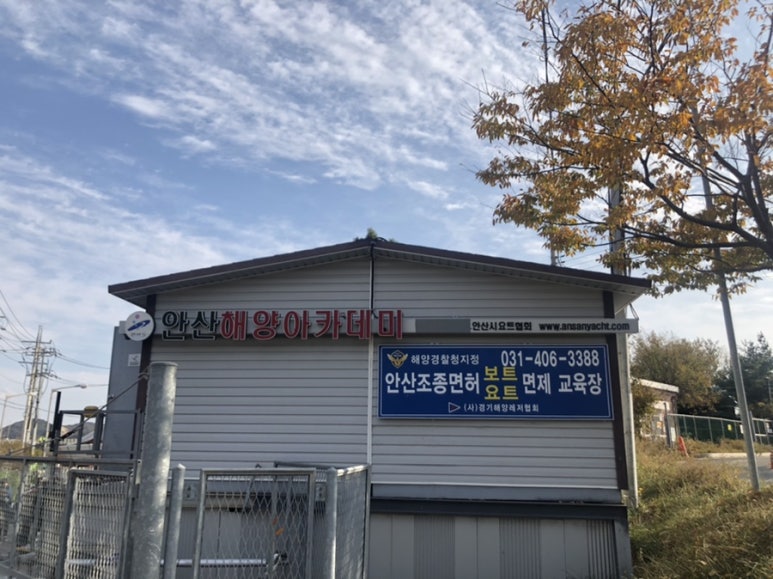 안산해양아카데미
안산시요트협회 www.ansanyacht.com
해양경찰청지정 031-406-3388
안산조종면허 보트 요트 면제 교육장
(사)경기해양레저협회